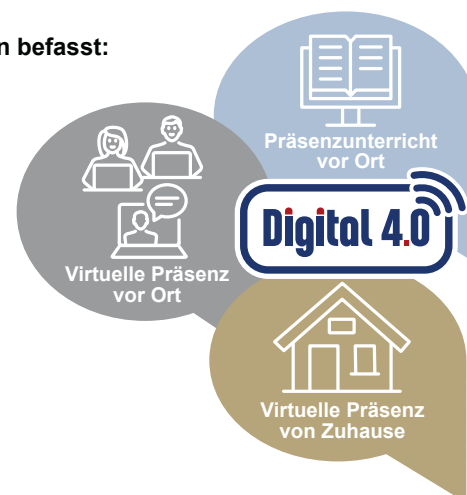 n befasst:
Präsenzunterricht
vor Ort
Digital 4.0
Virtuelle Präsenz
vor Ort
Virtuelle Präsenz
von Zuhause